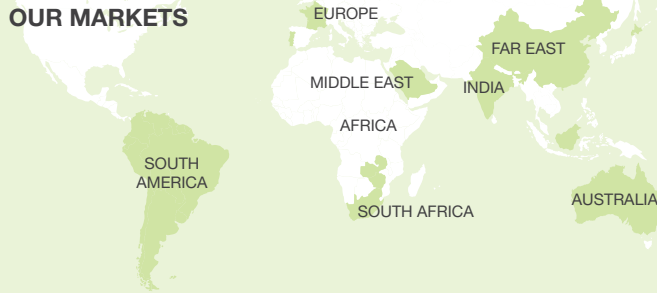 OUR MARKETS
EUROPE
FAR EAST
MIDDLE EAST
INDIA
AFRICA
SOUTH
AMERICA
AUSTRALIA
SOUTH AFRICA